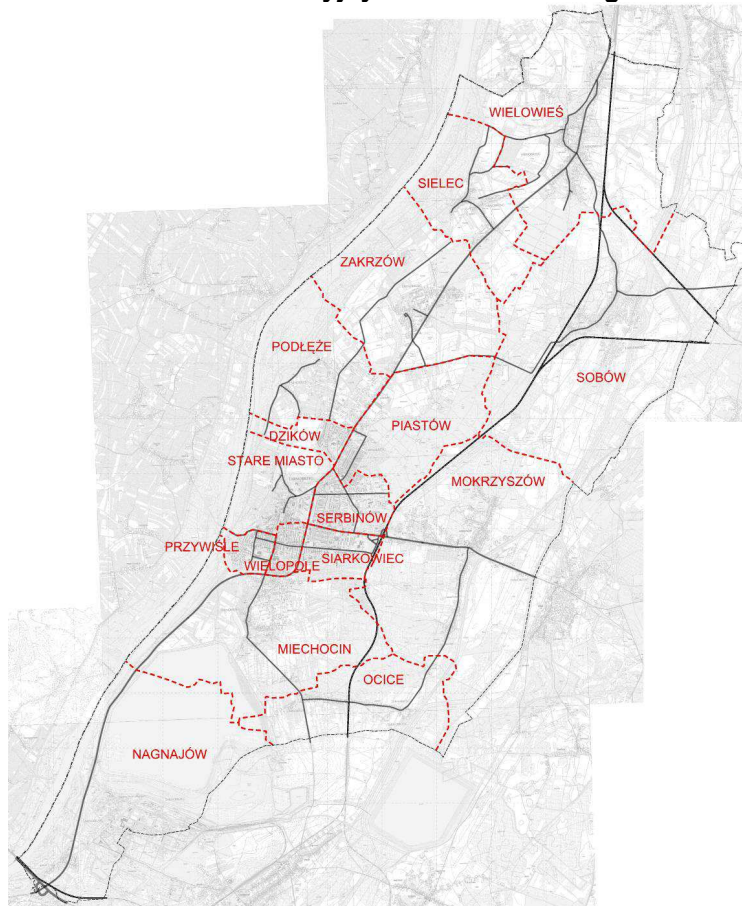 WIELOWIEŚ
SIELEC
ZAKRZÓW
PODŁĘŻE
SOBÓW
PIASTÓW
DZIKÓW
STARE MIASTO
MOKRZYSZÓW
SERBINÓW
PRZYWIŚLE
SIARKOWIEC
WIELOPOLE
MIECHOCIN
OCICE
NAGNAJÓW